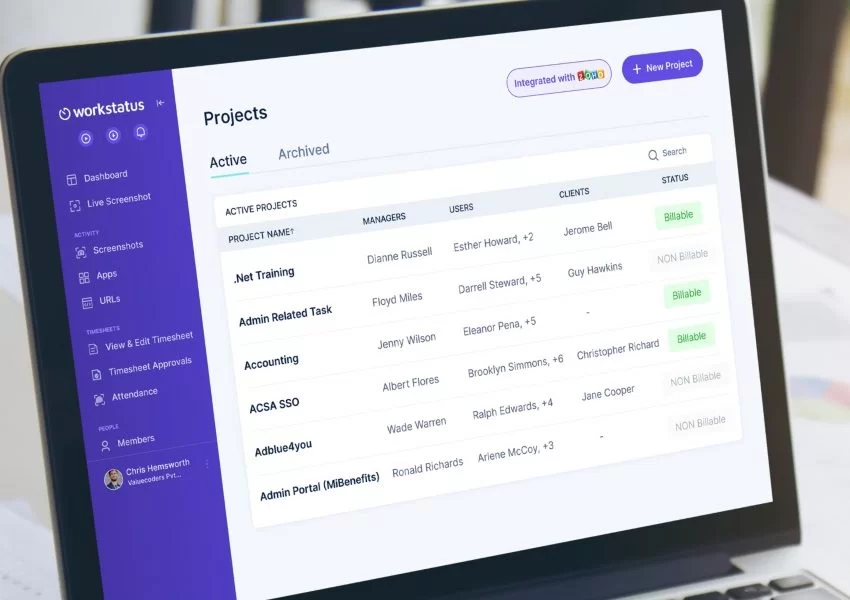 workstatus
Dashboard
Live Screenshot
ACTIVITY
Screenshots
Apps
URLs
TIMESHEETS
View & Edit Timesheet
Timesheet Approvals
Attendance
PEOPLE
Members
Chris Hemsworth
Valuecoders Pvt...
Projects
Integrated with ZOHO
+ New Project
Active Archived
Search
ACTIVE PROJECTS
PROJECT NAME↑ MANAGERS USERS CLIENTS STATUS
.Net Training Dianne Russell Esther Howard, +2 Jerome Bell Billable
Admin Related Task Floyd Miles Darrell Steward, +5 Guy Hawkins NON Billable
Accounting Jenny Wilson Eleanor Pena, +5 - Billable
ACSA SSO Albert Flores Brooklyn Simmons, +6 Christopher Richard Billable
Adblue4you Wade Warren Ralph Edwards, +4 Jane Cooper NON Billable
Admin Portal (MiBenefits) Ronald Richards Arlene McCoy, +3 - NON Billable